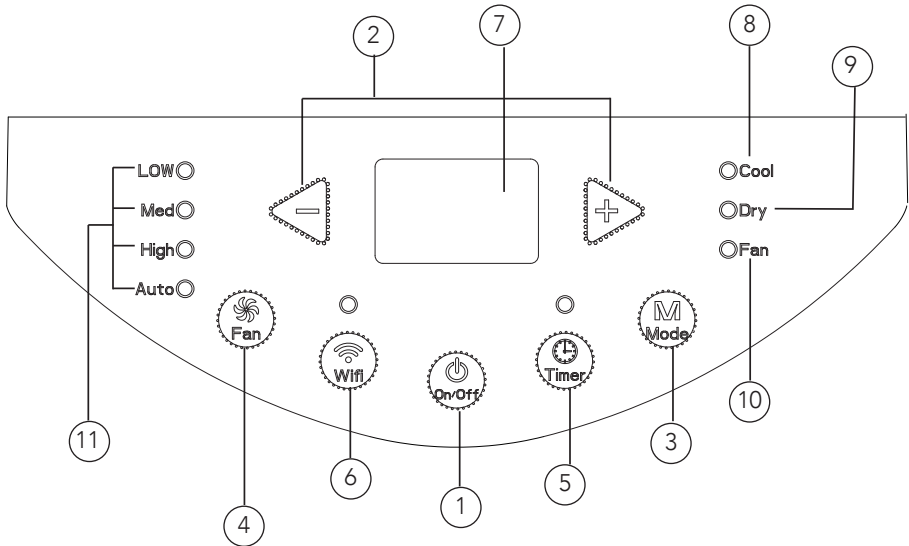 2
7
8
9
LOW
Med
High
Auto
−
+
Cool
Dry
Fan
Fan
Wifi
On/Off
Timer
M
Mode
11
4
6
1
5
3
10